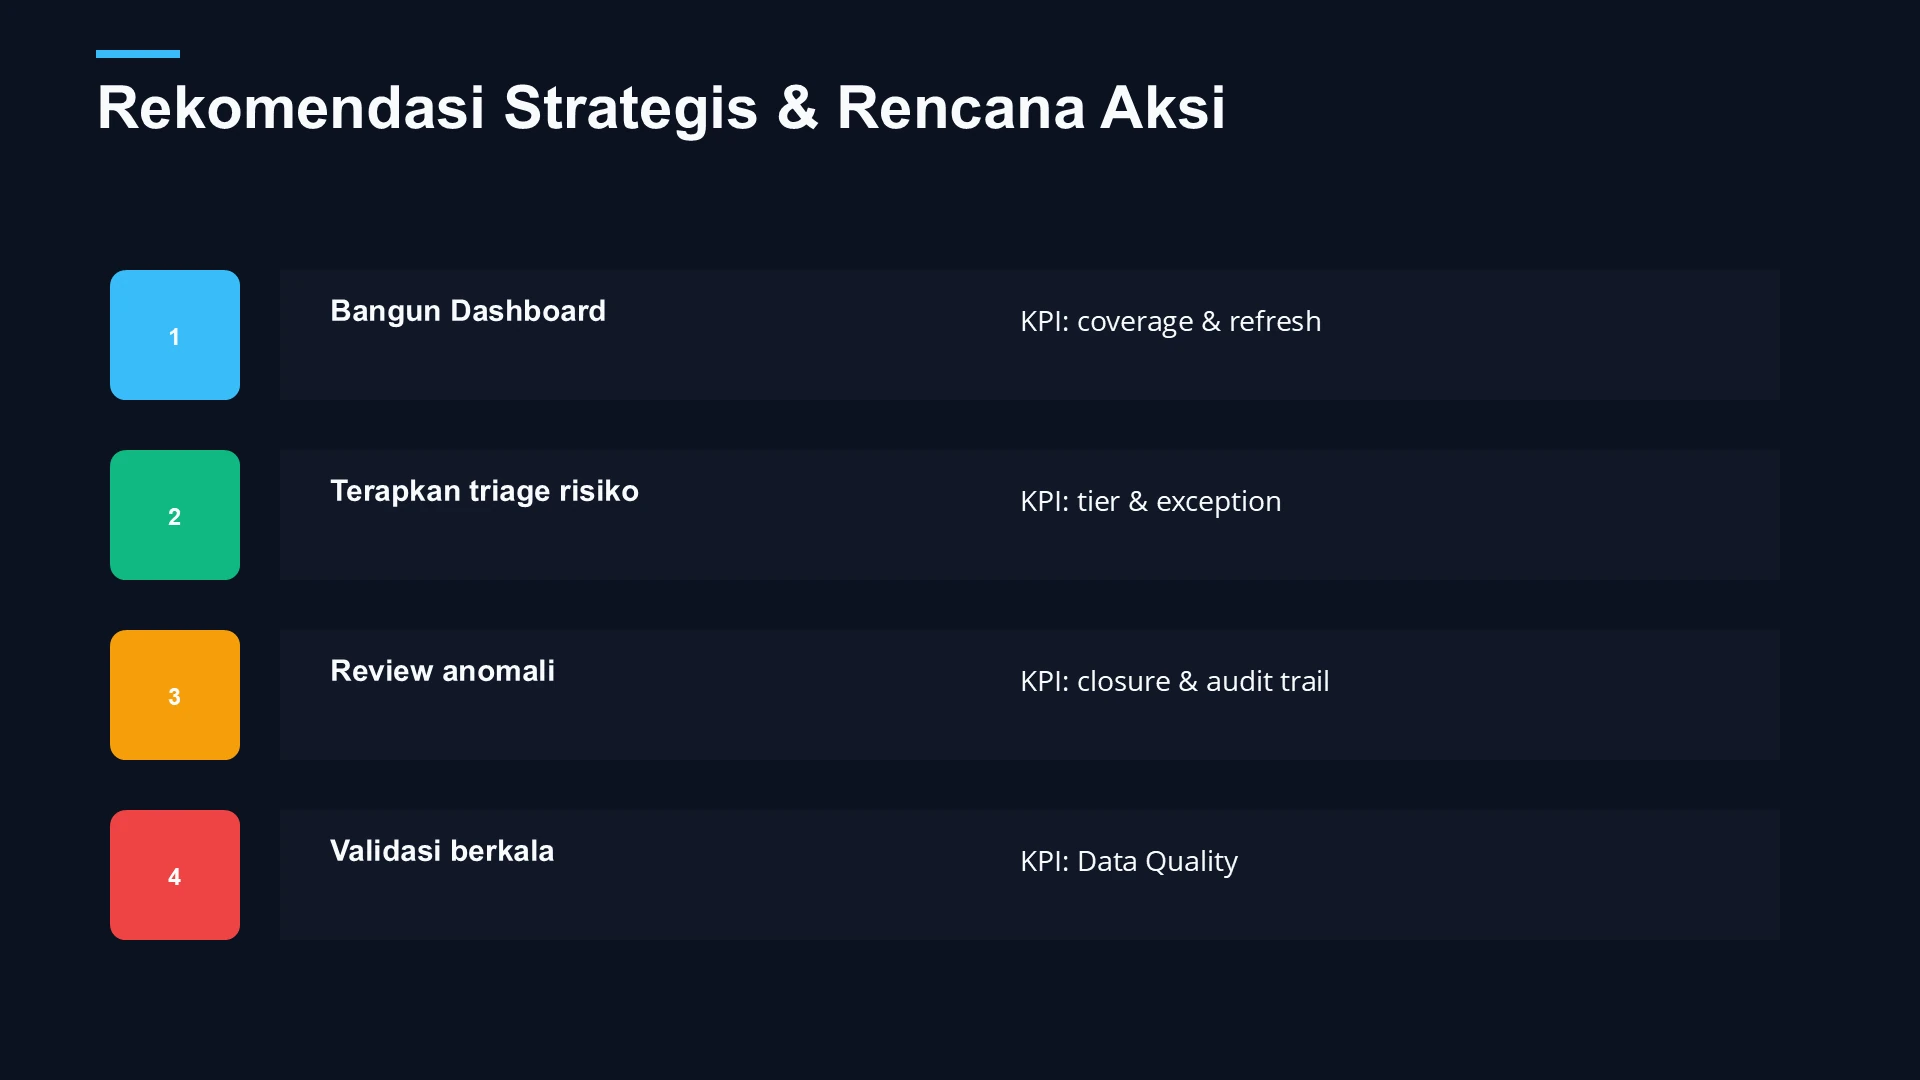 Rekomendasi Strategis & Rencana Aksi
1
Bangun Dashboard
KPI: coverage & refresh
2
Terapkan triage risiko
KPI: tier & exception
3
Review anomali
KPI: closure & audit trail
4
Validasi berkala
KPI: Data Quality